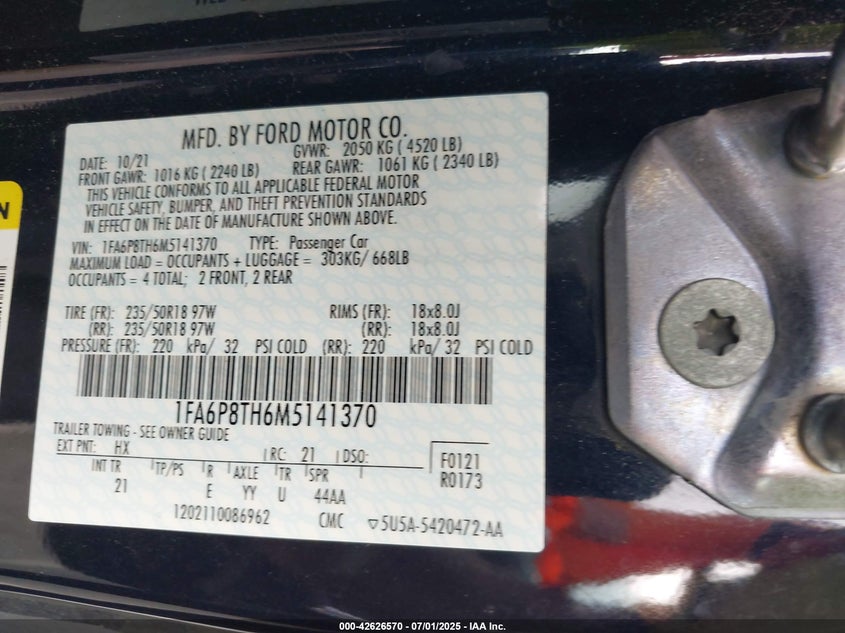 MFD. BY FORD MOTOR CO.
DATE: 10/21 GVWR: 2050 KG ( 4520 LB)
FRONT GAWR: 1016 KG ( 2240 LB) REAR GAWR: 1061 KG ( 2340 LB)
THIS VEHICLE CONFORMS TO ALL APPLICABLE FEDERAL MOTOR
VEHICLE SAFETY, BUMPER, AND THEFT PREVENTION STANDARDS
IN EFFECT ON THE DATE OF MANUFACTURE SHOWN ABOVE.
VIN: 1FA6P8TH6M5141370 TYPE: Passenger Car
MAXIMUM LOAD = OCCUPANTS + LUGGAGE = 303KG/ 668LB
OCCUPANTS = 4 TOTAL; 2 FRONT, 2 REAR
TIRE (FR): 235/50R18 97W RIMS (FR): 18x8.0J
(RR): 235/50R18 97W (RR): 18x8.0J
PRESSURE (FR): 220 kPa/ 32 PSI COLD (RR): 220 kPa/ 32 PSI COLD
1FA6P8TH6M5141370
TRAILER TOWING - SEE OWNER GUIDE
EXT PNT: HX RC: 21 DSO: F0121
INT TR TP/PS R AXLE TR SPR R0173
21 E YY U 44AA
1202110086962 CMC 5U5A-5420472-AA
N
000-42626570 - 07/01/2025 - IAA Inc.